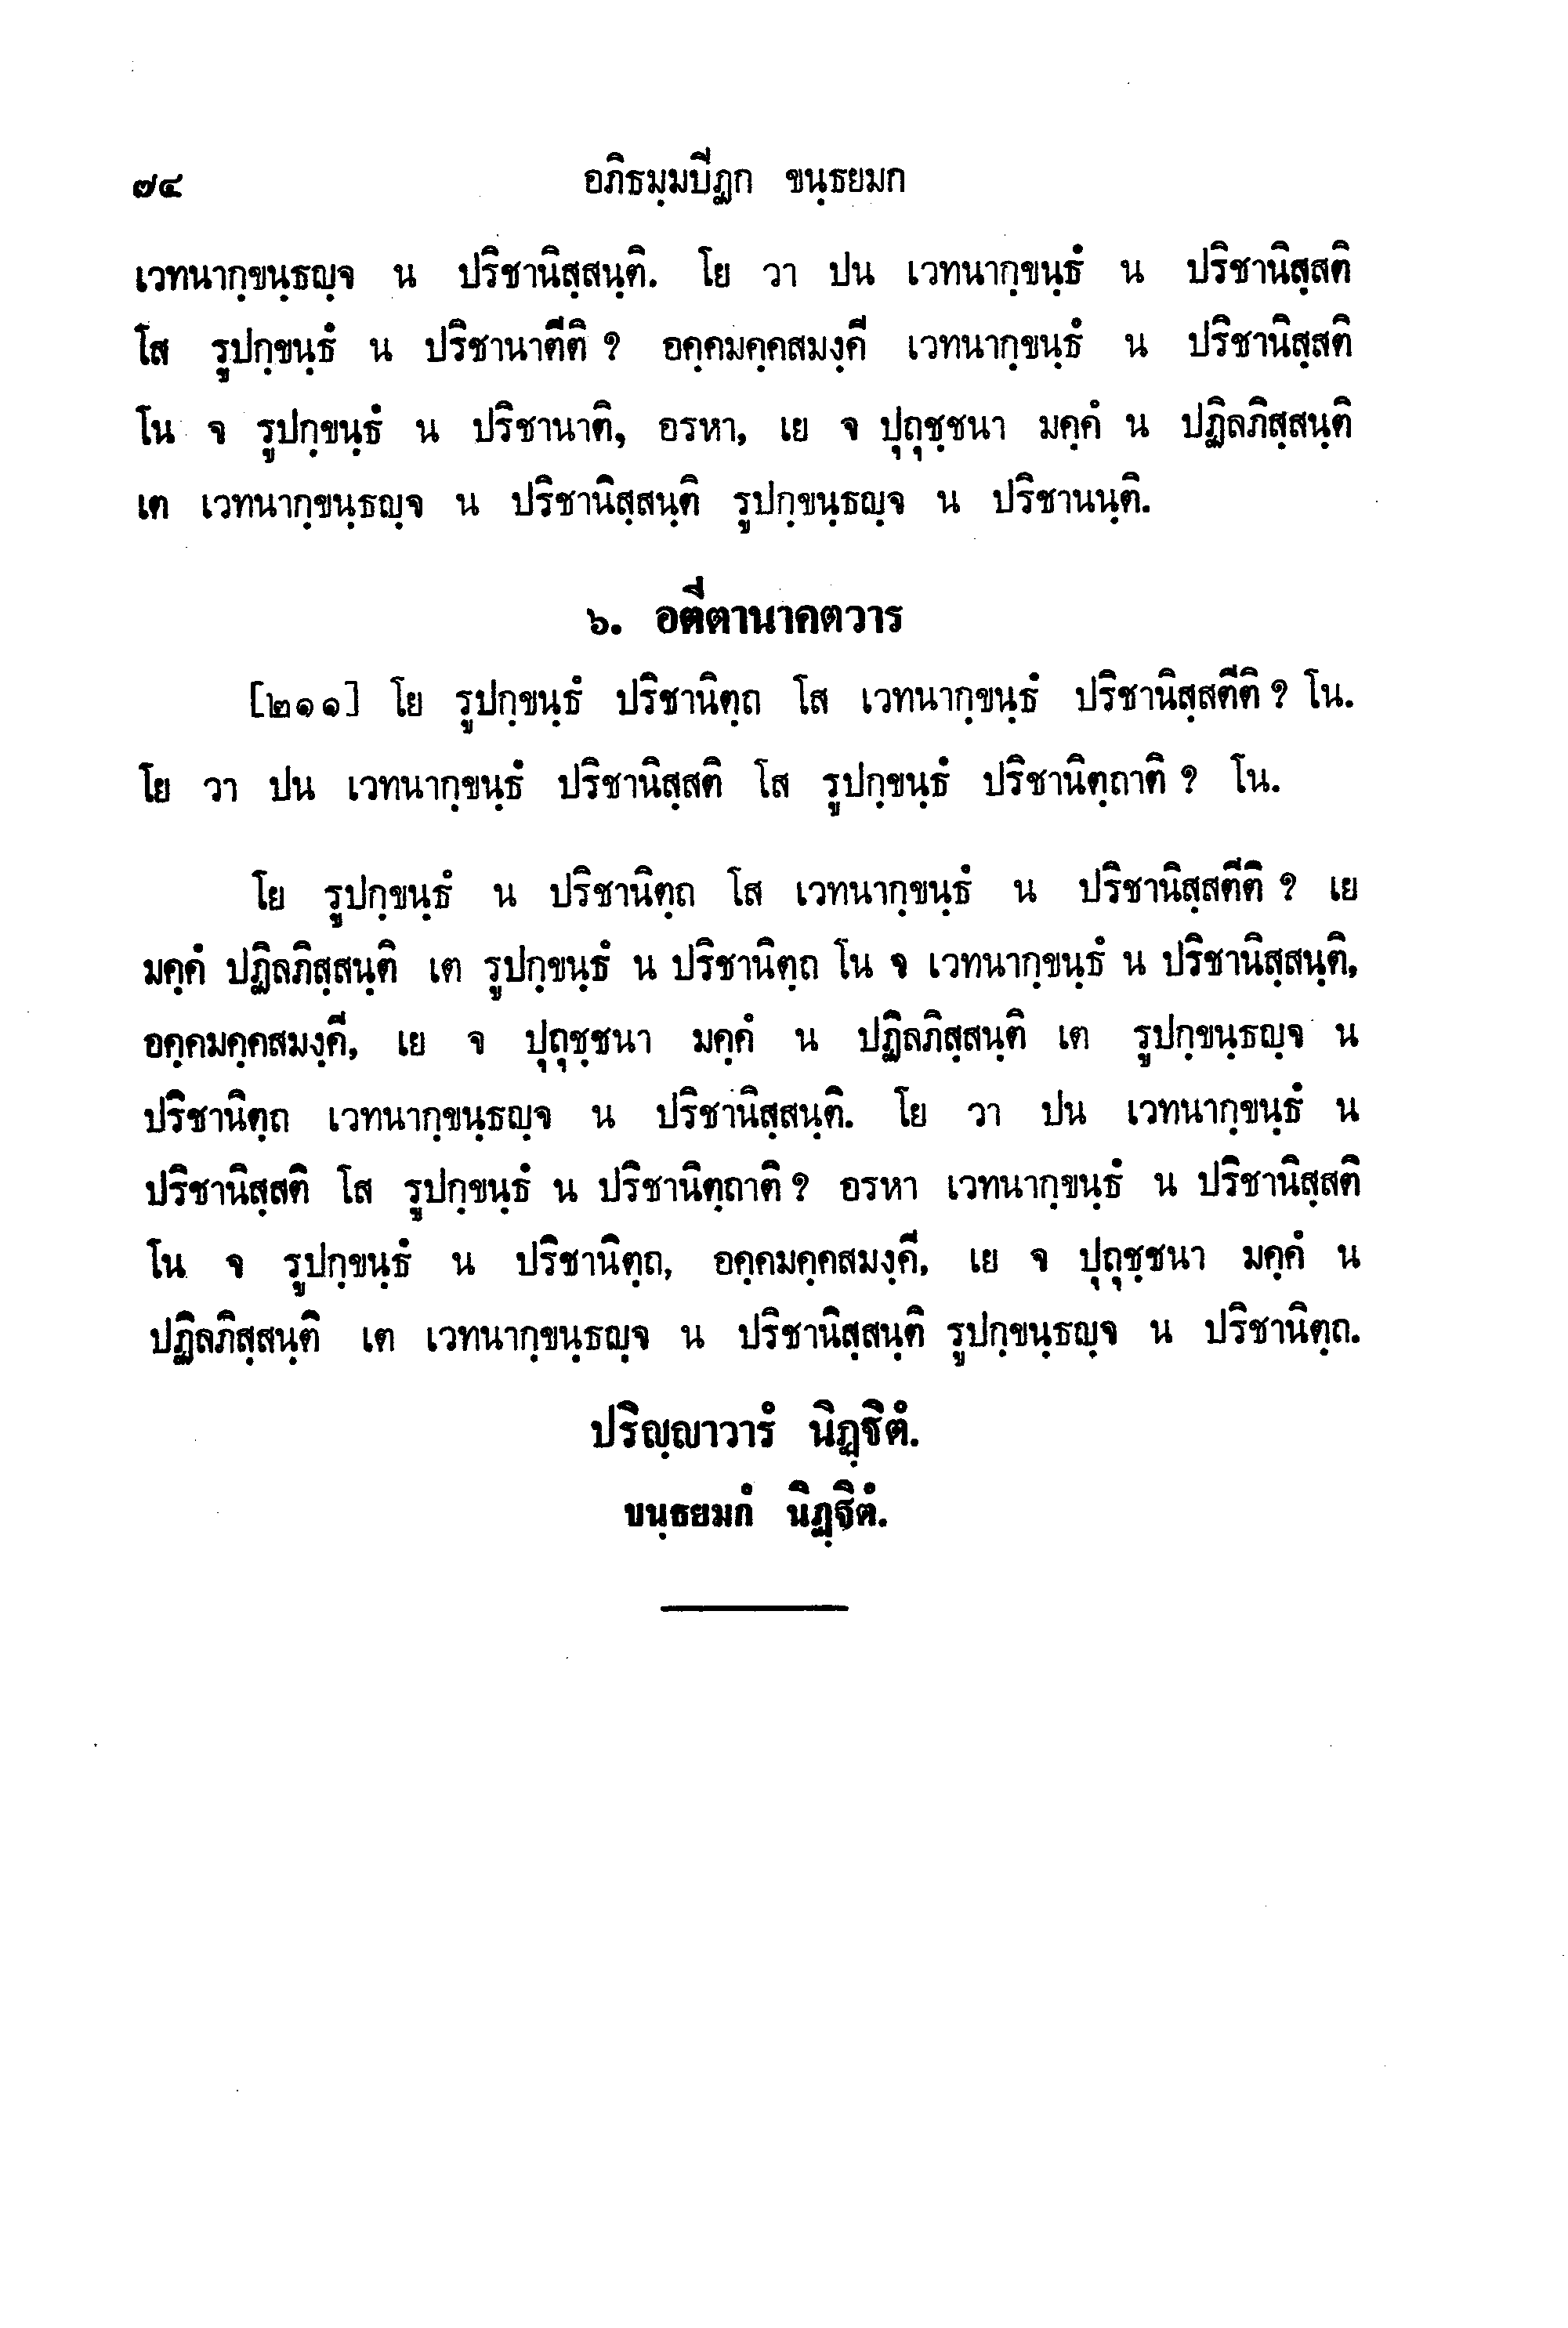 ๗๔ อภิธมฺมปิฏก ขนฺธยมก
เวทนากฺขนฺธญฺจ น ปริชานิสฺสนฺติ. โย วา ปน เวทนากฺขนฺธํ น ปริชานิสฺสติ
โส รูปกฺขนฺธํ น ปริชานาตีติ ? อคฺคมคฺคสมงฺคี เวทนากฺขนฺธํ น ปริชานิสฺสติ
โน จ รูปกฺขนฺธํ น ปริชานาติ, อรหา, เย จ ปุถุชฺชนา มคฺคํ น ปฏิลภิสฺสนฺติ
เต เวทนากฺขนฺธญฺจ น ปริชานิสฺสนฺติ รูปกฺขนฺธญฺจ น ปริชานนฺติ.
๖. อตีตานาคตวาร
[๒๑๑] โย รูปกฺขนฺธํ ปริชานิตฺถ โส เวทนากฺขนฺธํ ปริชานิสฺสตีติ ? โน.
โย วา ปน เวทนากฺขนฺธํ ปริชานิสฺสติ โส รูปกฺขนฺธํ ปริชานิตฺถาติ ? โน.
โย รูปกฺขนฺธํ น ปริชานิตฺถ โส เวทนากฺขนฺธํ น ปริชานิสฺสตีติ ? เย
มคฺคํ ปฏิลภิสฺสนฺติ เต รูปกฺขนฺธํ น ปริชานิตฺถ โน จ เวทนากฺขนฺธํ น ปริชานิสฺสนฺติ,
อคฺคมคฺคสมงฺคี, เย จ ปุถุชฺชนา มคฺคํ น ปฏิลภิสฺสนฺติ เต รูปกฺขนฺธญฺจ น
ปริชานิตฺถ เวทนากฺขนฺธญฺจ น ปริชานิสฺสนฺติ. โย วา ปน เวทนากฺขนฺธํ น
ปริชานิสฺสติ โส รูปกฺขนฺธํ น ปริชานิตฺถาติ ? อรหา เวทนากฺขนฺธํ น ปริชานิสฺสติ
โน จ รูปกฺขนฺธํ น ปริชานิตฺถ, อคฺคมคฺคสมงฺคี, เย จ ปุถุชฺชนา มคฺคํ น
ปฏิลภิสฺสนฺติ เต เวทนากฺขนฺธญฺจ น ปริชานิสฺสนฺติ รูปกฺขนฺธญฺจ น ปริชานิตฺถ.
ปริญฺญาวารํ นิฏฺฐิตํ.
ขนฺธยมกํ นิฏฺฐิตํ.